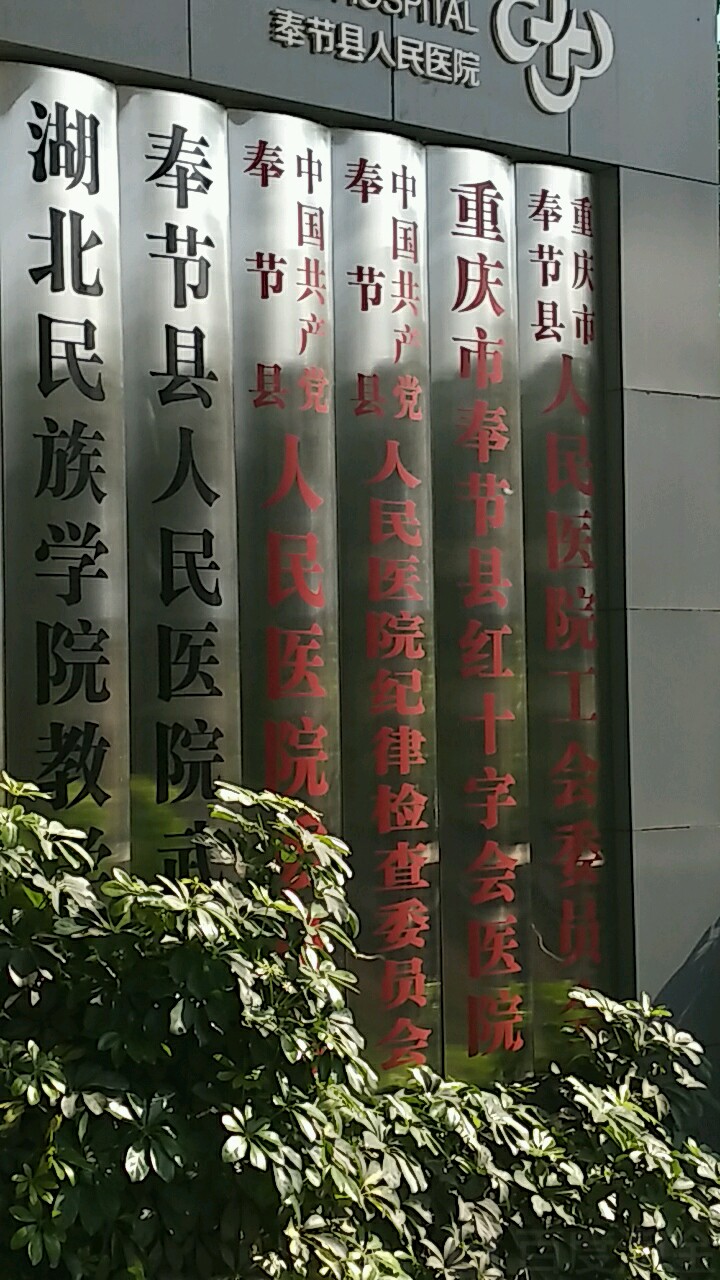 HOSPITAL
奉节县人民医院
湖北民族学院教学
奉节县人民医院武
中国共产党
奉节县
人民医院
中国共产党
奉节县
人民医院纪律检查委员会
重庆市奉节县红十字会医院
重庆市
奉节县
人民医院工会委员会